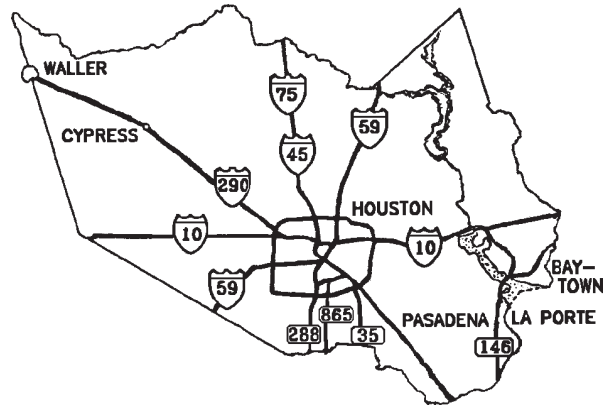 WALLER
75
59
CYPRESS
45
290
HOUSTON
10
10
59
BAY-
TOWN
865
288
35
PASADENA
LA PORTE
146